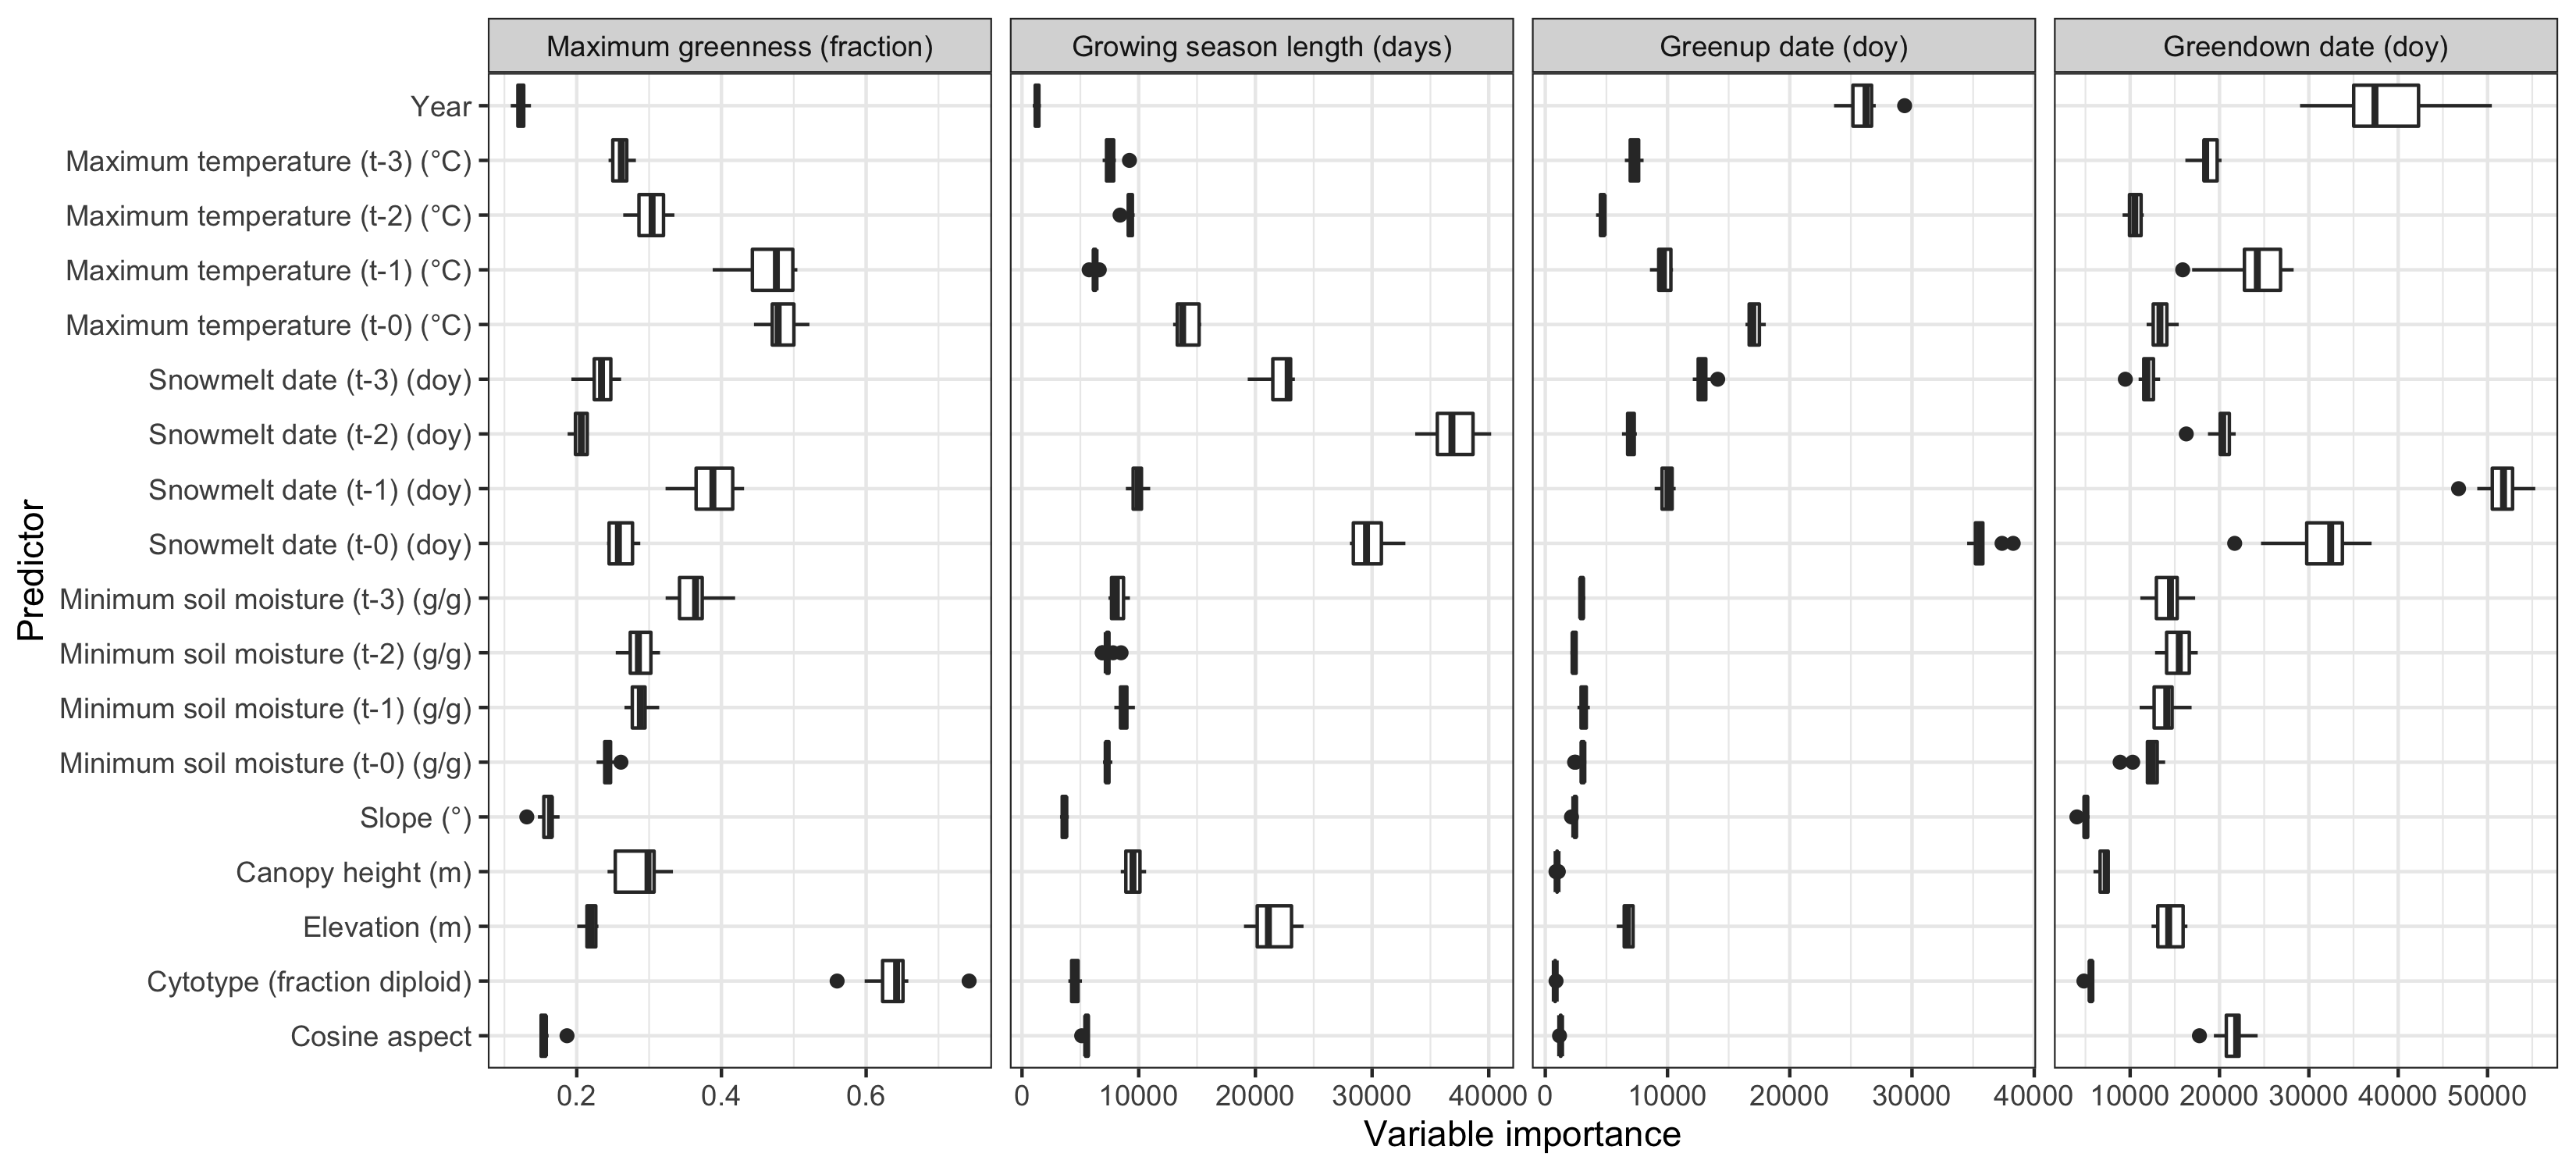 Maximum greenness (fraction)
Growing season length (days)
Greenup date (doy)
Greendown date (doy)
Predictor
Year
Maximum temperature (t-3) (°C)
Maximum temperature (t-2) (°C)
Maximum temperature (t-1) (°C)
Maximum temperature (t-0) (°C)
Snowmelt date (t-3) (doy)
Snowmelt date (t-2) (doy)
Snowmelt date (t-1) (doy)
Snowmelt date (t-0) (doy)
Minimum soil moisture (t-3) (g/g)
Minimum soil moisture (t-2) (g/g)
Minimum soil moisture (t-1) (g/g)
Minimum soil moisture (t-0) (g/g)
Slope (°)
Canopy height (m)
Elevation (m)
Cytotype (fraction diploid)
Cosine aspect
0.2 0.4 0.6
0 10000 20000 30000 40000
0 10000 20000 30000 40000
10000 20000 30000 40000 50000
Variable importance